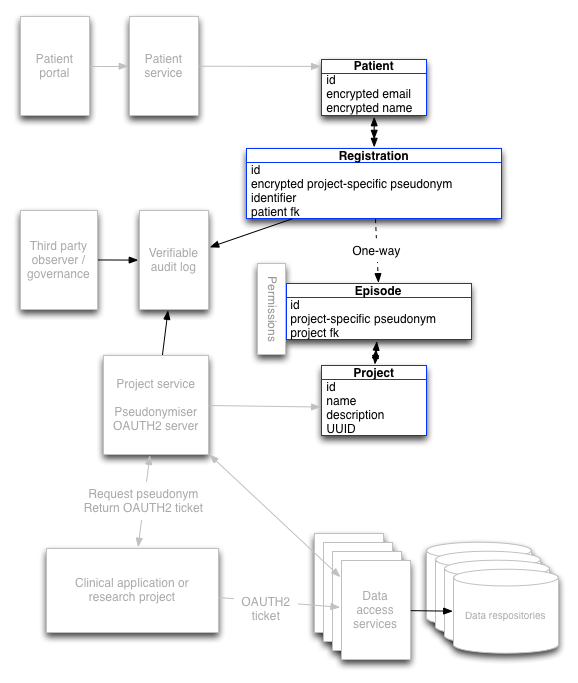 Patient
portal
Patient
service
Patient
id
encrypted email
encrypted name
Registration
id
encrypted project-specific pseudonym
identifier
patient fk
Third party
observer /
governance
Verifiable
audit log
One-way
Permissions
Episode
id
project-specific pseudonym
project fk
Project service
Pseudonymiser
OAUTH2 server
Project
id
name
description
UUID
Request pseudonym
Return OAUTH2 ticket
Clinical application or
research project
OAUTH2
ticket
Data
access
services
Data respositories